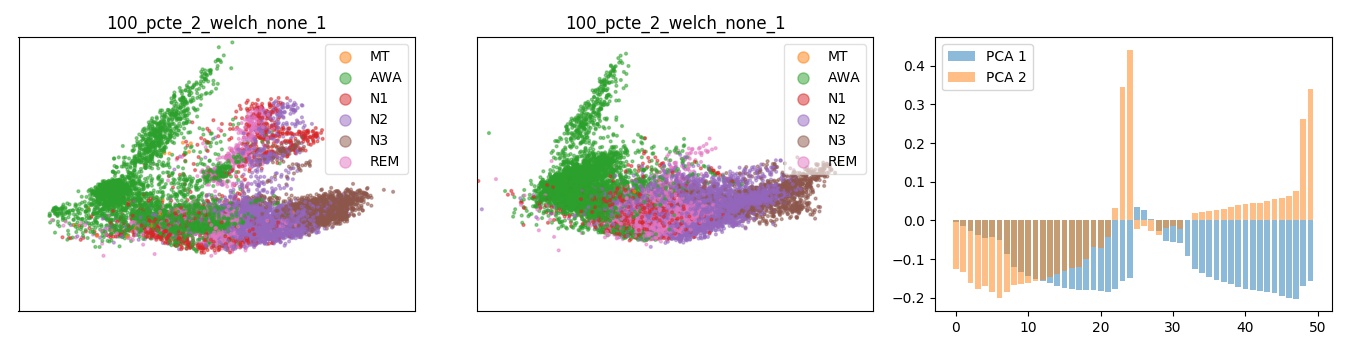 100_pcte_2_welch_none_1
MT
AWA
N1
N2
N3
REM
100_pcte_2_welch_none_1
MT
AWA
N1
N2
N3
REM
PCA 1
PCA 2
0.4
0.3
0.2
0.1
0.0
−0.1
−0.2
0 10 20 30 40 50